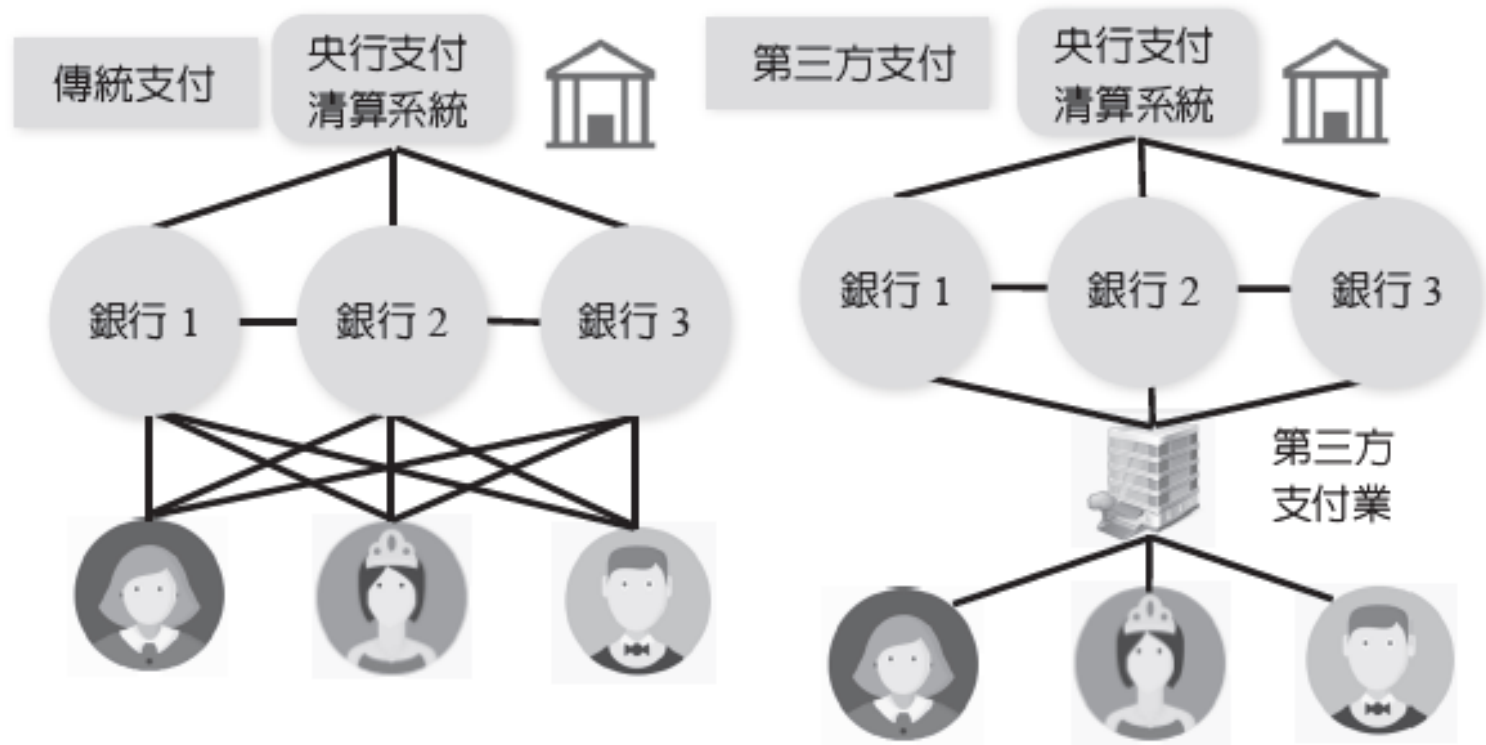 傳統支付
央行支付
清算系統
銀行 1
銀行 2
銀行 3
第三方支付
央行支付
清算系統
銀行 1
銀行 2
銀行 3
第三方
支付業